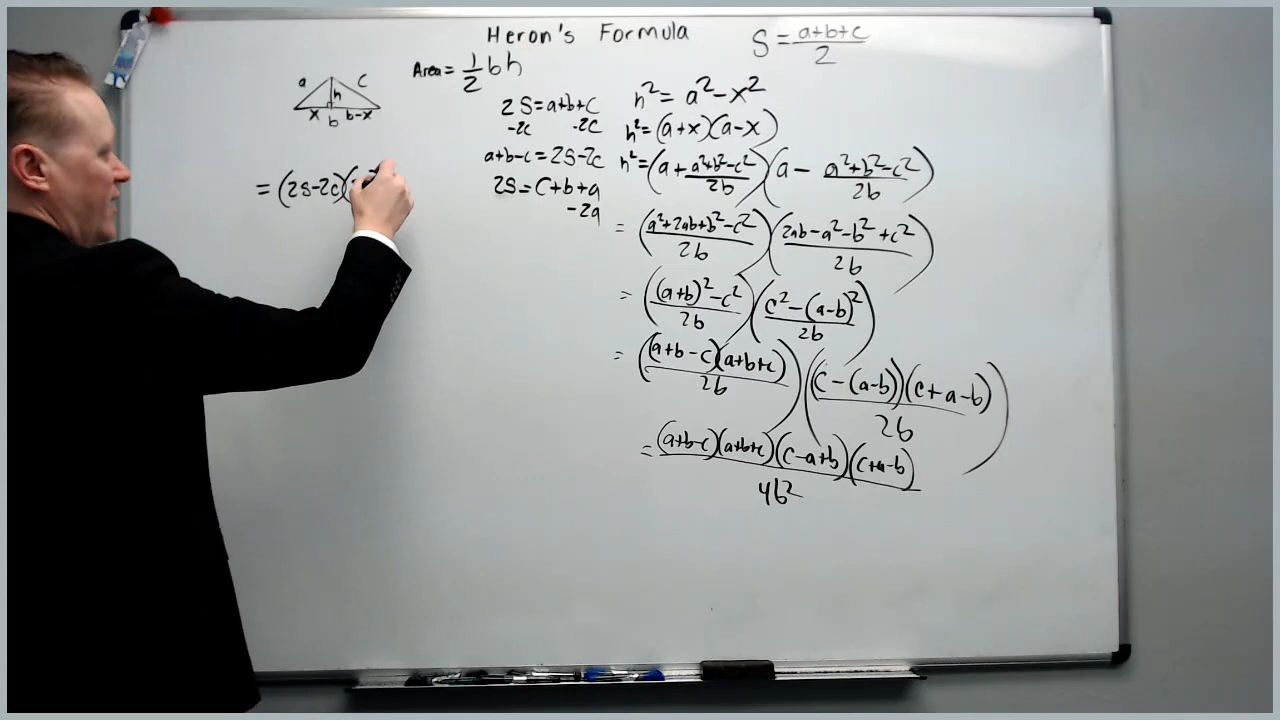 Heron's Formula
S = a+b+c / 2
Area = 1/2 bh
a c
h
x b-x
b
2S = a+b+c
-2c -2c
a+b-c = 2S-2c
2S = c+b+a
-2a
= (2S-2c)(
h² = a² - x²
h² = (a+x)(a-x)
h² = (a + a²+b²-c² / 2b)(a - a²+b²-c² / 2b)
= (a²+2ab+b²-c² / 2b)(2ab-a²-b²+c² / 2b)
= ((a+b)²-c² / 2b)(c²-(a-b)² / 2b)
= ((a+b-c)(a+b+c) / 2b)((c-(a-b))(c+a-b) / 2b)
= (a+b-c)(a+b+c)(c-a+b)(c+a-b) / 4b²